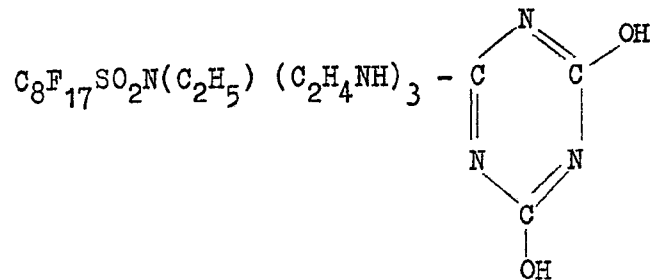 N
OH
C₈F₁₇SO₂N(C₂H₅) (C₂H₄NH)₃ - C C
N N
C
OH